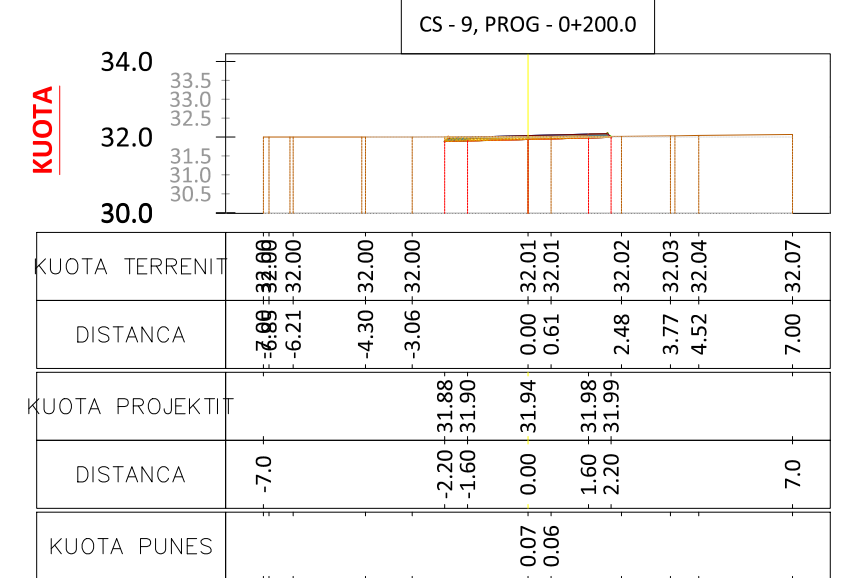 CS - 9, PROG - 0+200.0
KUOTA
34.0
33.5
33.0
32.5
32.0
31.5
31.0
30.5
30.0
KUOTA TERRENIT 32.00 32.00 32.00 32.00 32.01 32.01 32.02 32.03 32.04 32.07
DISTANCA -7.00 -6.85 -6.21 -4.30 -3.06 0.00 0.61 2.48 3.77 4.52 7.00
KUOTA PROJEKTIT 31.88 31.90 31.94 31.98 31.99
DISTANCA -7.0 -2.20 -1.60 0.00 1.60 2.20 7.0
KUOTA PUNES 0.07 0.06